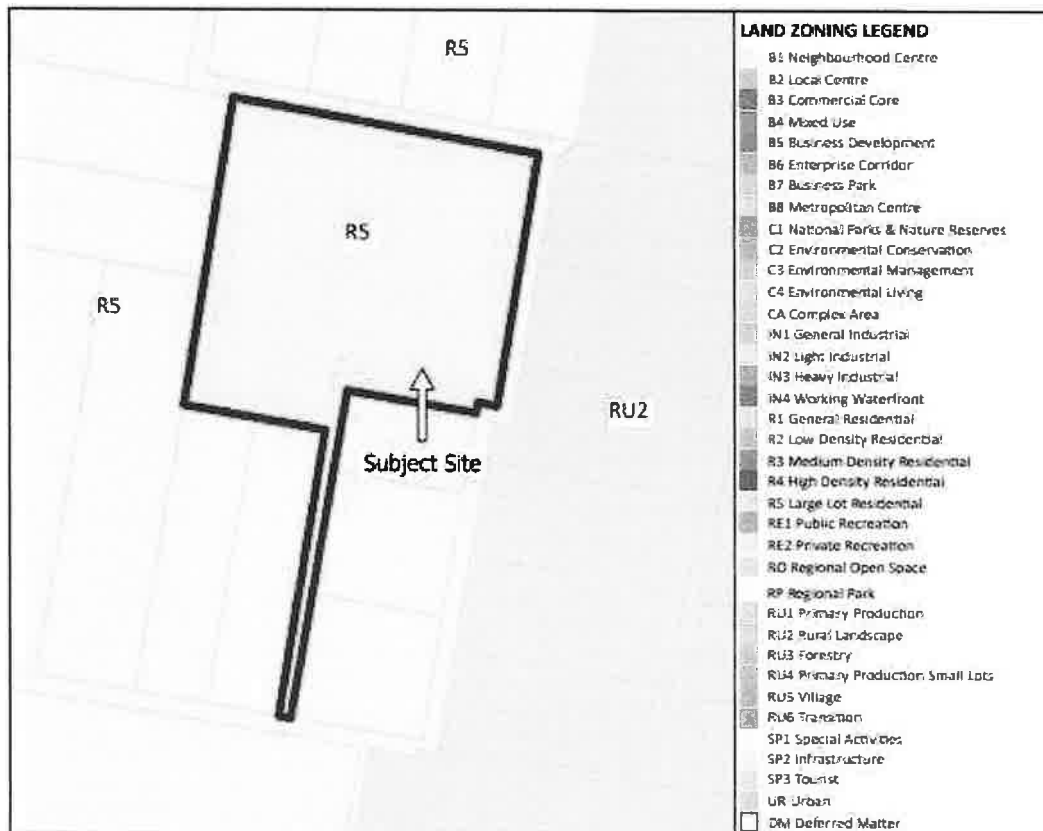 R5
R5
R5
RU2
Subject Site
LAND ZONING LEGEND
B1 Neighbourhood Centre
B2 Local Centre
B3 Commercial Core
B4 Mixed Use
B5 Business Development
B6 Enterprise Corridor
B7 Business Park
B8 Metropolitan Centre
C1 National Parks & Nature Reserves
C2 Environmental Conservation
C3 Environmental Management
C4 Environmental Living
CA Complex Area
IN1 General Industrial
IN2 Light Industrial
IN3 Heavy Industrial
IN4 Working Waterfront
R1 General Residential
R2 Low Density Residential
R3 Medium Density Residential
R4 High Density Residential
R5 Large Lot Residential
RE1 Public Recreation
RE2 Private Recreation
RO Regional Open Space
RP Regional Park
RU1 Primary Production
RU2 Rural Landscape
RU3 Forestry
RU4 Primary Production Small Lots
RU5 Village
RU6 Transition
SP1 Special Activities
SP2 Infrastructure
SP3 Tourist
UR Urban
DM Deferred Matter